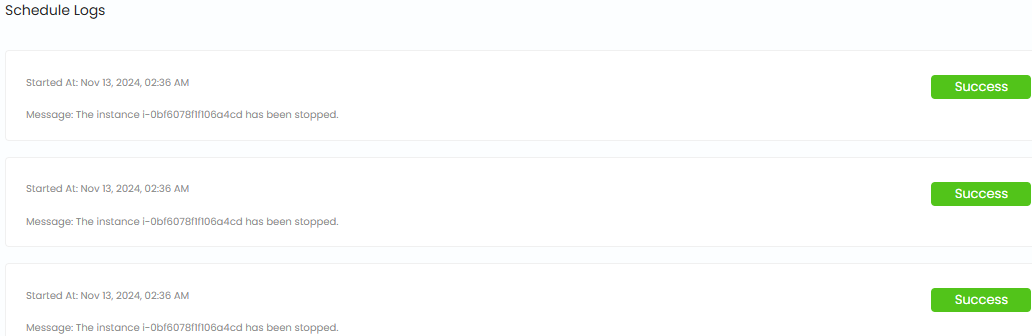 Schedule Logs
Started At: Nov 13, 2024, 02:36 AM
Success
Message: The instance i-0bf6078f1f106a4cd has been stopped.
Started At: Nov 13, 2024, 02:36 AM
Success
Message: The instance i-0bf6078f1f106a4cd has been stopped.
Started At: Nov 13, 2024, 02:36 AM
Success
Message: The instance i-0bf6078f1f106a4cd has been stopped.